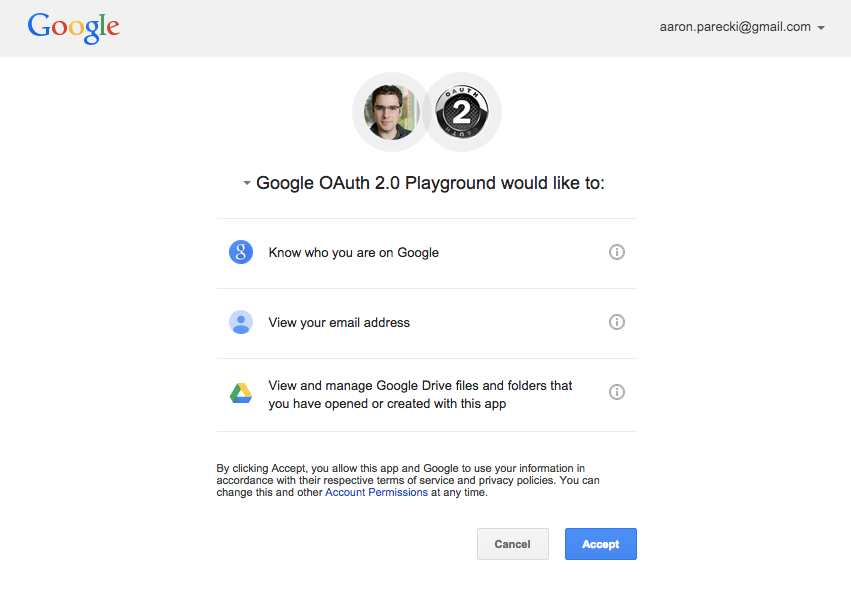 Google
aaron.parecki@gmail.com
OAUTH
2
Google OAuth 2.0 Playground would like to:
g
Know who you are on Google
i
View your email address
i
View and manage Google Drive files and folders that
you have opened or created with this app
i
By clicking Accept, you allow this app and Google to use your information in
accordance with their respective terms of service and privacy policies. You can
change this and other Account Permissions at any time.
Cancel
Accept